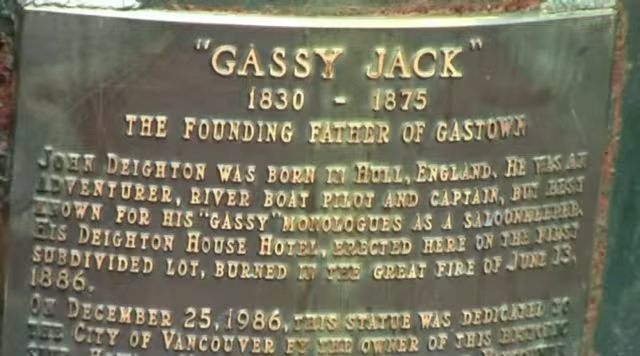 "GASSY JACK"
1830 - 1875
THE FOUNDING FATHER OF GASTOWN
JOHN DEIGHTON WAS BORN IN HULL, ENGLAND. HE WAS AN
ADVENTURER, RIVER BOAT PILOT AND CAPTAIN, BUT BEST
KNOWN FOR HIS "GASSY" MONOLOGUES AS A SALOONKEEPER.
HIS DEIGHTON HOUSE HOTEL, ERECTED HERE ON THE FIRST
SUBDIVIDED LOT, BURNED IN THE GREAT FIRE OF JUNE 13,
1886.
ON DECEMBER 25, 1986, THIS STATUE WAS DEDICATED TO
THE CITY OF VANCOUVER BY THE OWNER OF THIS HISTORIC